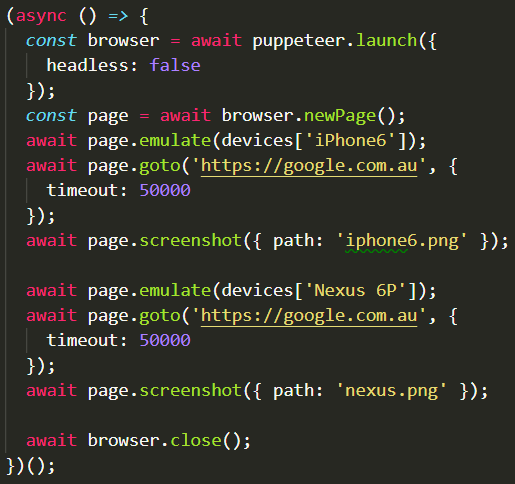 (async () => {
  const browser = await puppeteer.launch({
    headless: false
  });
  const page = await browser.newPage();
  await page.emulate(devices['iPhone6']);
  await page.goto('https://google.com.au', {
    timeout: 50000
  });
  await page.screenshot({ path: 'iphone6.png' });

  await page.emulate(devices['Nexus 6P']);
  await page.goto('https://google.com.au', {
    timeout: 50000
  });
  await page.screenshot({ path: 'nexus.png' });

  await browser.close();
})();